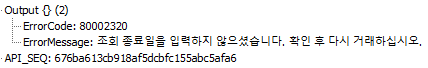 Output {} (2)
ErrorCode: 80002320
ErrorMessage: 조회 종료일을 입력하지 않으셨습니다. 확인 후 다시 거래하십시오.
API_SEQ: 676ba613cb918af5dcbfc155abc5afa6